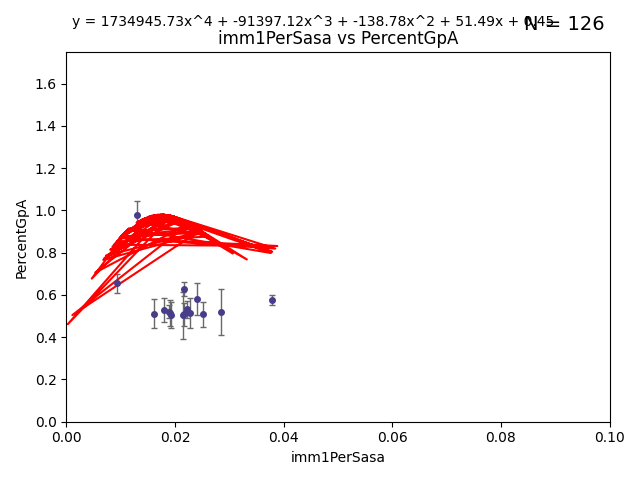 y = 1734945.73x^4 + -91397.12x^3 + -138.78x^2 + 51.49x + 0.45
N = 126
imm1PerSasa vs PercentGpA
PercentGpA
1.6
1.4
1.2
1.0
0.8
0.6
0.4
0.2
0.0
0.00 0.02 0.04 0.06 0.08 0.10
imm1PerSasa